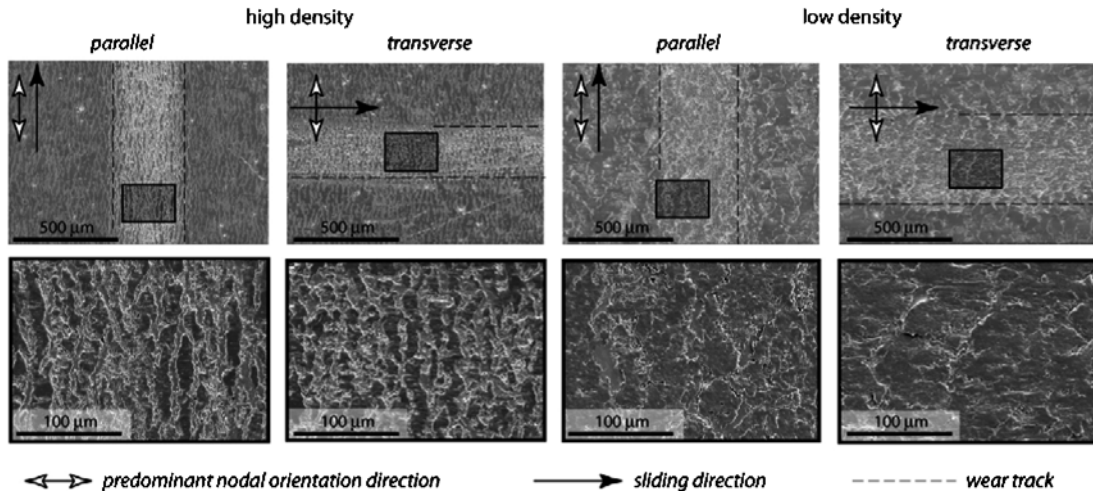 high density low density
parallel transverse parallel transverse
500 μm 500 μm 500 μm 500 μm
100 μm 100 μm 100 μm 100 μm
predominant nodal orientation direction sliding direction wear track